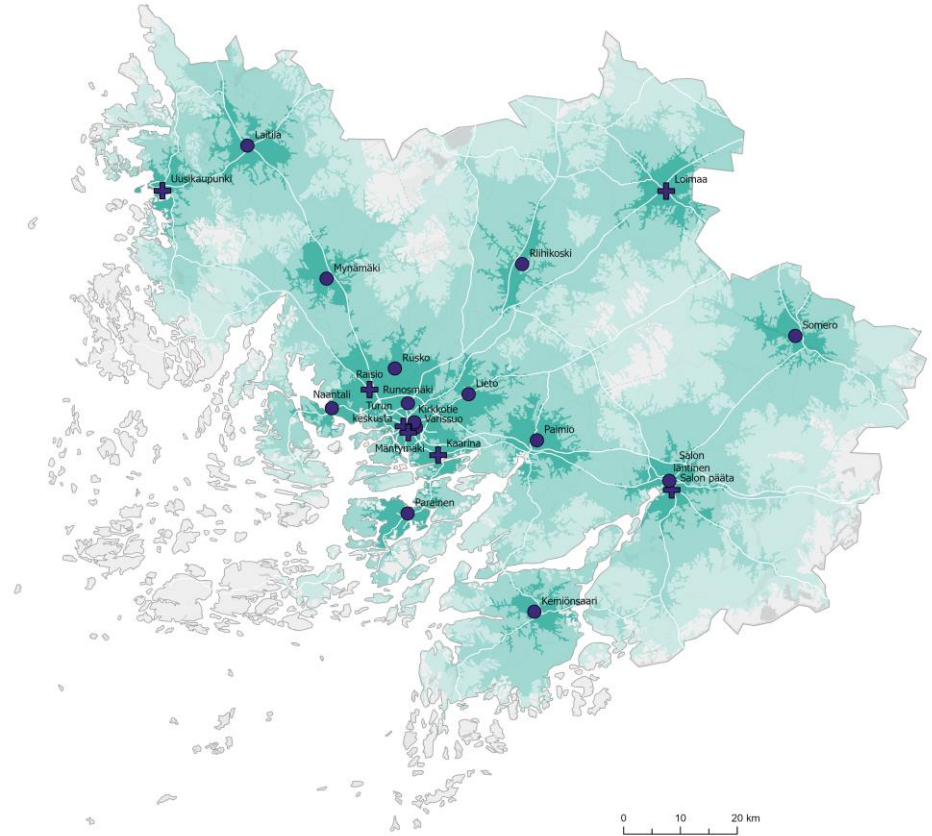 Laitila
Uusikaupunki
Loimaa
Riihikoski
Mynämäki
Somero
Rusko
Raisio
Runosmäki
Lieto
Naantali
Turun
keskusta
Kirkkotie
Varissuo
Mäntymäki
Kaarina
Paimio
Salon
läntinen
Salon pääta
Parainen
Kemiönsaari
0 10 20 km